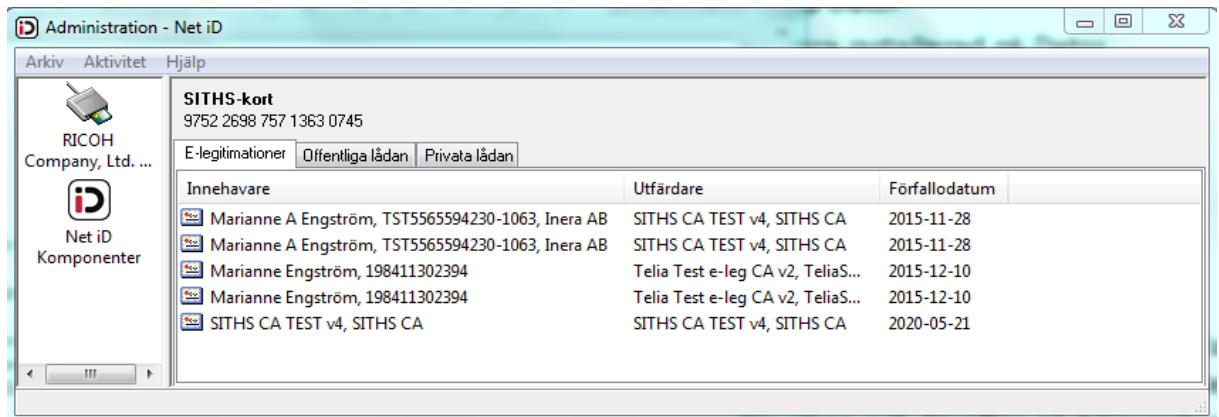 Administration - Net iD
Arkiv Aktivitet Hjälp
RICOH
Company, Ltd. ...
Net iD
Komponenter
SITHS-kort
9752 2698 757 1363 0745
E-legitimationer Offentliga lådan Privata lådan
Innehavare Utfärdare Förfallodatum
Marianne A Engström, TST5565594230-1063, Inera AB SITHS CA TEST v4, SITHS CA 2015-11-28
Marianne A Engström, TST5565594230-1063, Inera AB SITHS CA TEST v4, SITHS CA 2015-11-28
Marianne Engström, 198411302394 Telia Test e-leg CA v2, TeliaS... 2015-12-10
Marianne Engström, 198411302394 Telia Test e-leg CA v2, TeliaS... 2015-12-10
SITHS CA TEST v4, SITHS CA SITHS CA TEST v4, SITHS CA 2020-05-21